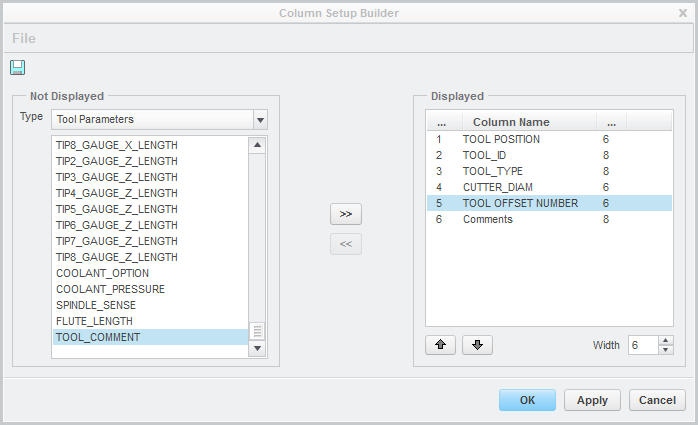 Column Setup Builder
File
Not Displayed
Type Tool Parameters
TIP8_GAUGE_X_LENGTH
TIP2_GAUGE_Z_LENGTH
TIP3_GAUGE_Z_LENGTH
TIP4_GAUGE_Z_LENGTH
TIP5_GAUGE_Z_LENGTH
TIP6_GAUGE_Z_LENGTH
TIP7_GAUGE_Z_LENGTH
TIP8_GAUGE_Z_LENGTH
COOLANT_OPTION
COOLANT_PRESSURE
SPINDLE_SENSE
FLUTE_LENGTH
TOOL_COMMENT
>>
<<
Displayed
... Column Name ...
1 TOOL POSITION 6
2 TOOL_ID 8
3 TOOL_TYPE 8
4 CUTTER_DIAM 6
5 TOOL OFFSET NUMBER 6
6 Comments 8
Width 6
OK Apply Cancel